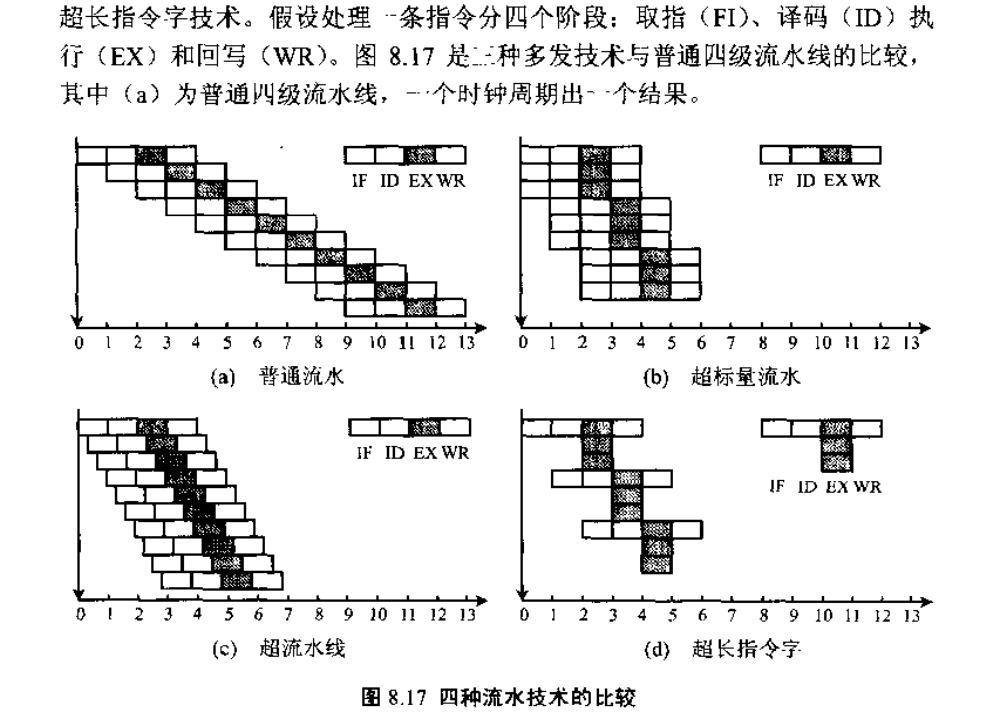 超长指令字技术。假设处理一条指令分四个阶段：取指（FI）、译码（ID）执
行（EX）和回写（WR）。图 8.17 是三种多发技术与普通四级流水线的比较，
其中（a）为普通四级流水线，一个时钟周期出一个结果。
IF ID EX WR
0 1 2 3 4 5 6 7 8 9 10 11 12 13
(a) 普通流水
IF ID EX WR
0 1 2 3 4 5 6 7 8 9 10 11 12 13
(b) 超标量流水
IF ID EX WR
0 1 2 3 4 5 6 7 8 9 10 11 12 13
(c) 超流水线
IF ID EX WR
0 1 2 3 4 5 6 7 8 9 10 11 12 13
(d) 超长指令字
图 8.17 四种流水技术的比较